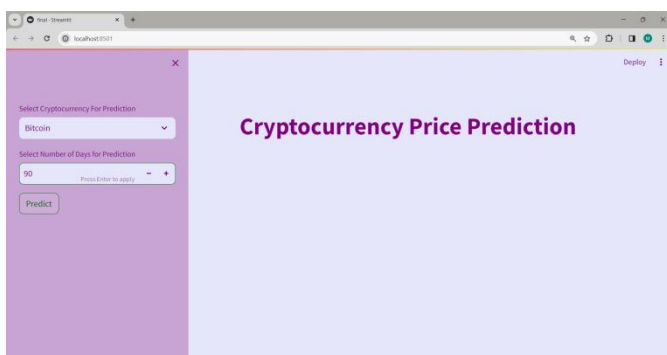 final · Streamlit
localhost:8501
Deploy
Select Cryptocurrency For Prediction
Bitcoin
Cryptocurrency Price Prediction
Select Number of Days for Prediction
90
Press Enter to apply
Predict